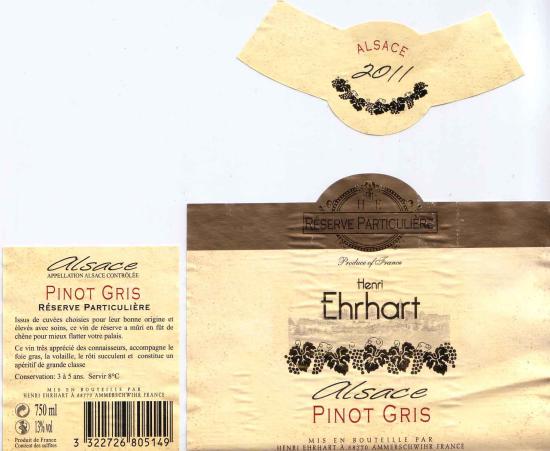 ALSACE
2011
H E
RÉSERVE PARTICULIÈRE
Produce of France
Henri
Ehrhart
Alsace
PINOT GRIS
MIS EN BOUTEILLE PAR
HENRI EHRHART À 68770 AMMERSCHWIHR FRANCE
Alsace
APPELLATION ALSACE CONTRÔLÉE
PINOT GRIS
RÉSERVE PARTICULIÈRE
Issus de cuvées choisies pour leur bonne origine et
élevés avec soins, ce vin de réserve a mûri en fût de
chêne pour mieux flatter votre palais.
Ce vin très apprécié des connaisseurs, accompagne le
foie gras, la volaille, le rôti succulent et constitue un
apéritif de grande classe
Conservation: 3 à 5 ans. Servir 8°C
MIS EN BOUTEILLE PAR
HENRI EHRHART À 68770 AMMERSCHWIHR FRANCE
750 ml
13% vol
Produit de France
Contient des sulfites
3 322726 805149